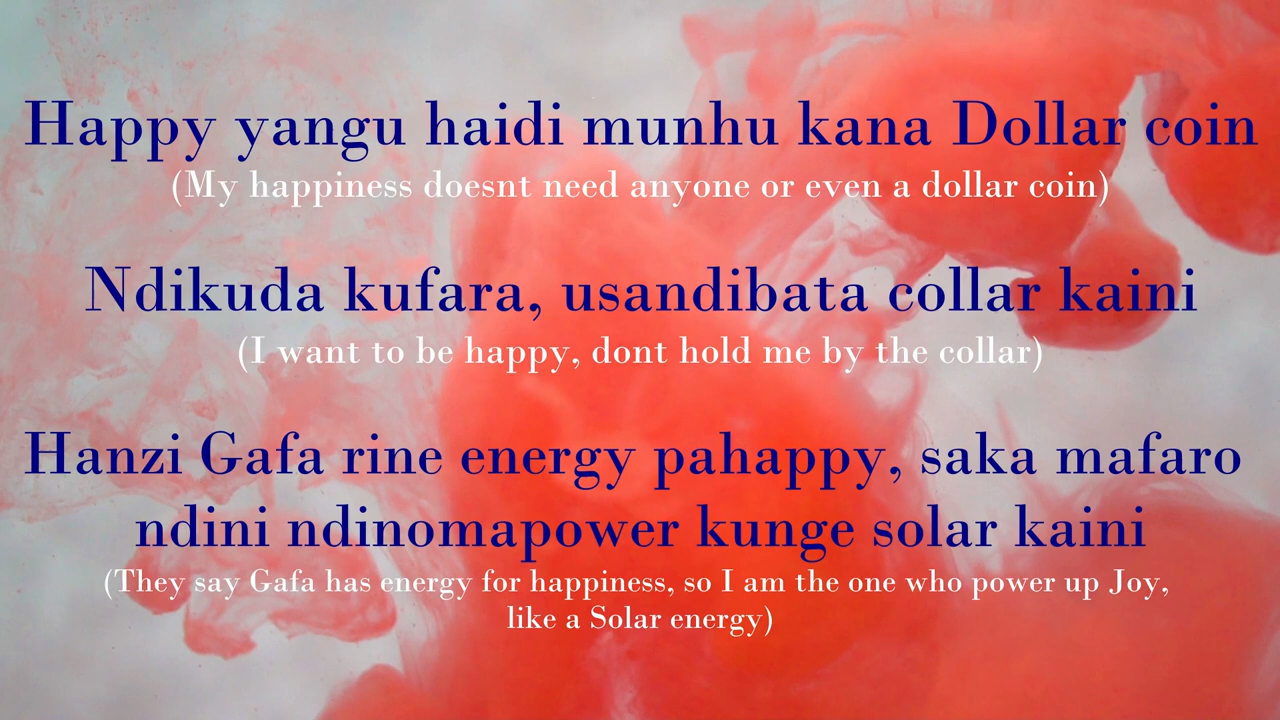 Happy yangu haidi munhu kana Dollar coin
(My happiness doesnt need anyone or even a dollar coin)
Ndikuda kufara, usandibata collar kaini
(I want to be happy, dont hold me by the collar)
Hanzi Gafa rine energy pahappy, saka mafaro
ndini ndinomapower kunge solar kaini
(They say Gafa has energy for happiness, so I am the one who power up Joy,
like a Solar energy)